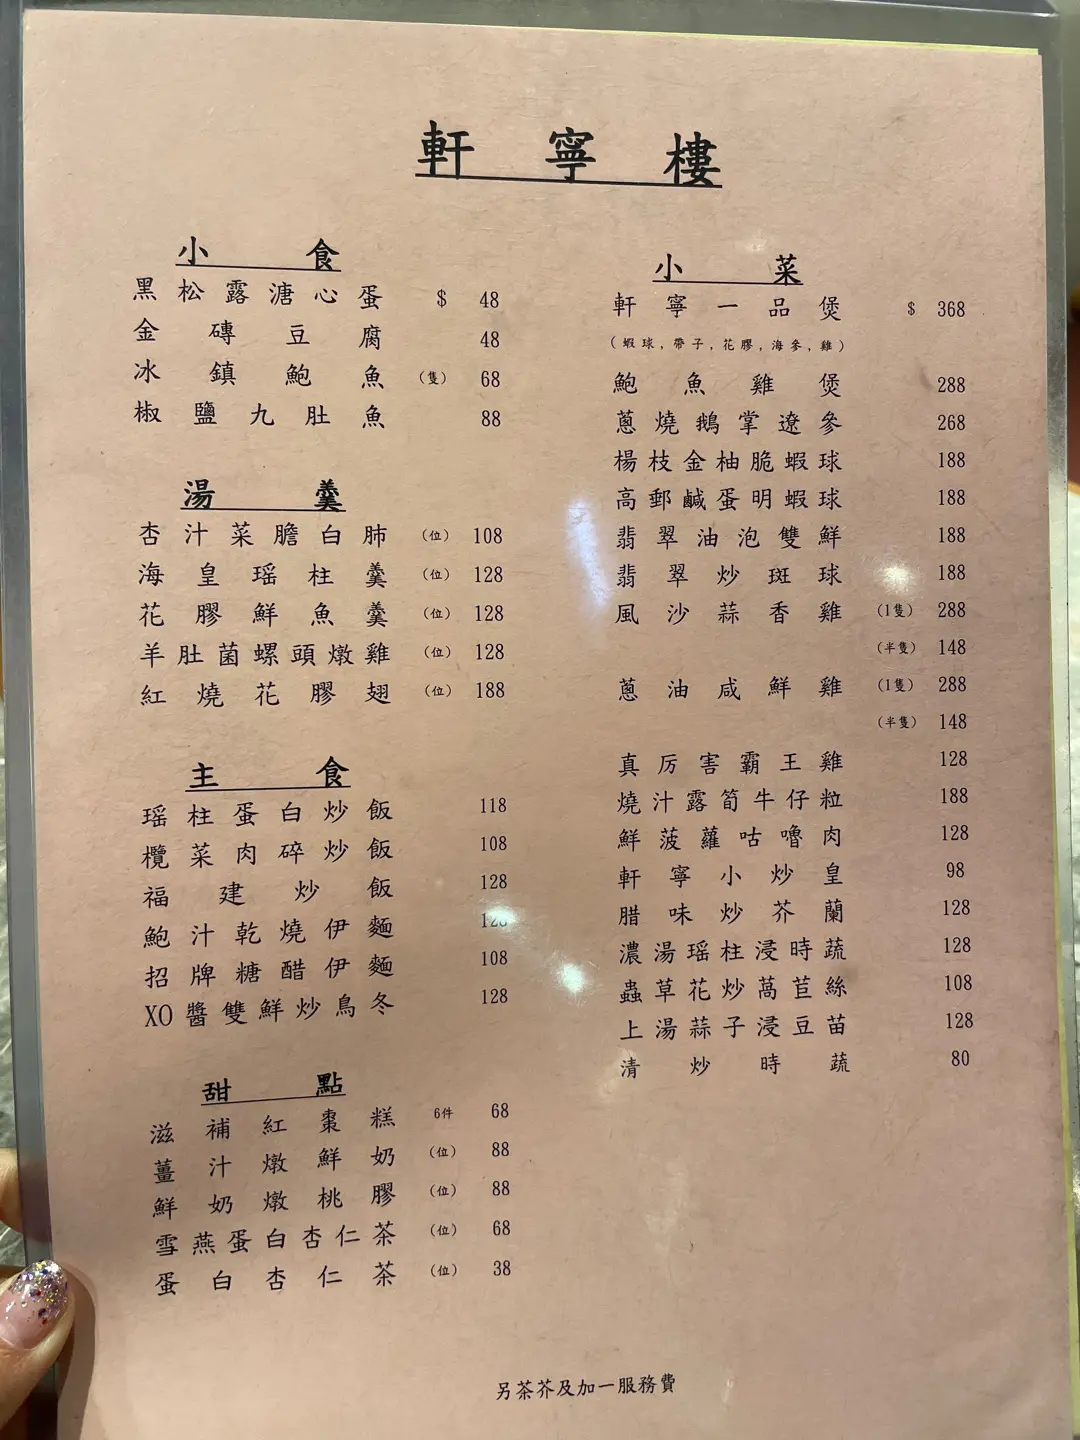 軒寧樓
小食
黑松露溏心蛋 $ 48
金磚豆腐 48
冰鎮鮑魚 (隻) 68
椒鹽九肚魚 88
湯羹
杏汁菜膽白肺 (位) 108
海皇瑤柱羹 (位) 128
花膠鮮魚羹 (位) 128
羊肚菌螺頭燉雞 (位) 128
紅燒花膠翅 (位) 188
主食
瑤柱蛋白炒飯 118
欖菜肉碎炒飯 108
福建炒飯 128
鮑汁乾燒伊麵 128
招牌糖醋伊麵 108
XO醬雙鮮炒烏冬 128
甜點
滋補紅棗糕 6件 68
薑汁燉鮮奶 (位) 88
鮮奶燉桃膠 (位) 88
雪燕蛋白杏仁茶 (位) 68
蛋白杏仁茶 (位) 38
小菜
軒寧一品煲 $ 368
(蝦球,帶子,花膠,海參,雞)
鮑魚雞煲 288
蔥燒鵝掌遼參 268
楊枝金柚脆蝦球 188
高郵鹹蛋明蝦球 188
翡翠油泡雙鮮 188
翡翠炒斑球 188
風沙蒜香雞 (1隻) 288
(半隻) 148
蔥油咸鮮雞 (1隻) 288
(半隻) 148
真厉害霸王雞 128
燒汁露筍牛仔粒 188
鮮菠蘿咕嚕肉 128
軒寧小炒皇 98
腊味炒芥蘭 128
濃湯瑤柱浸時蔬 128
蟲草花炒萵苣絲 108
上湯蒜子浸豆苗 128
清炒時蔬 80
另茶芥及加一服務費